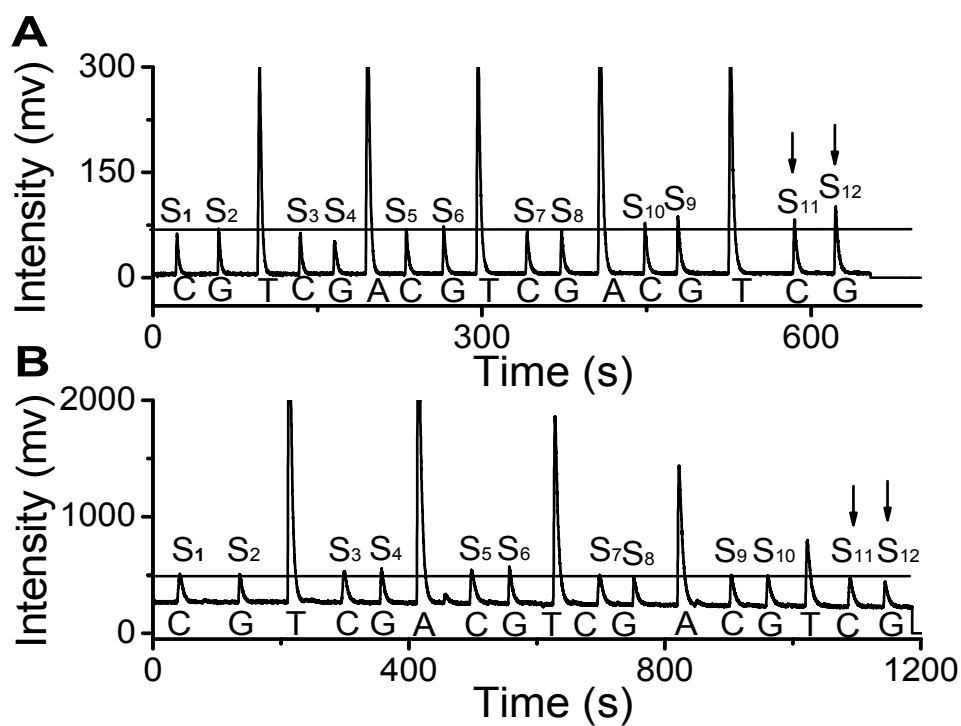 A
Intensity (mv)
300
150
0
S₁ S₂ S₃ S₄ S₅ S₆ S₇ S₈ S₁₀ S₉ S₁₁ S₁₂
C G T C G A C G T C G A C G T C G
0 300 600
Time (s)
B
Intensity (mv)
2000
1000
0
S₁ S₂ S₃ S₄ S₅ S₆ S₇ S₈ S₉ S₁₀ S₁₁ S₁₂
C G T C G A C G T C G A C G T C G
0 400 800 1200
Time (s)